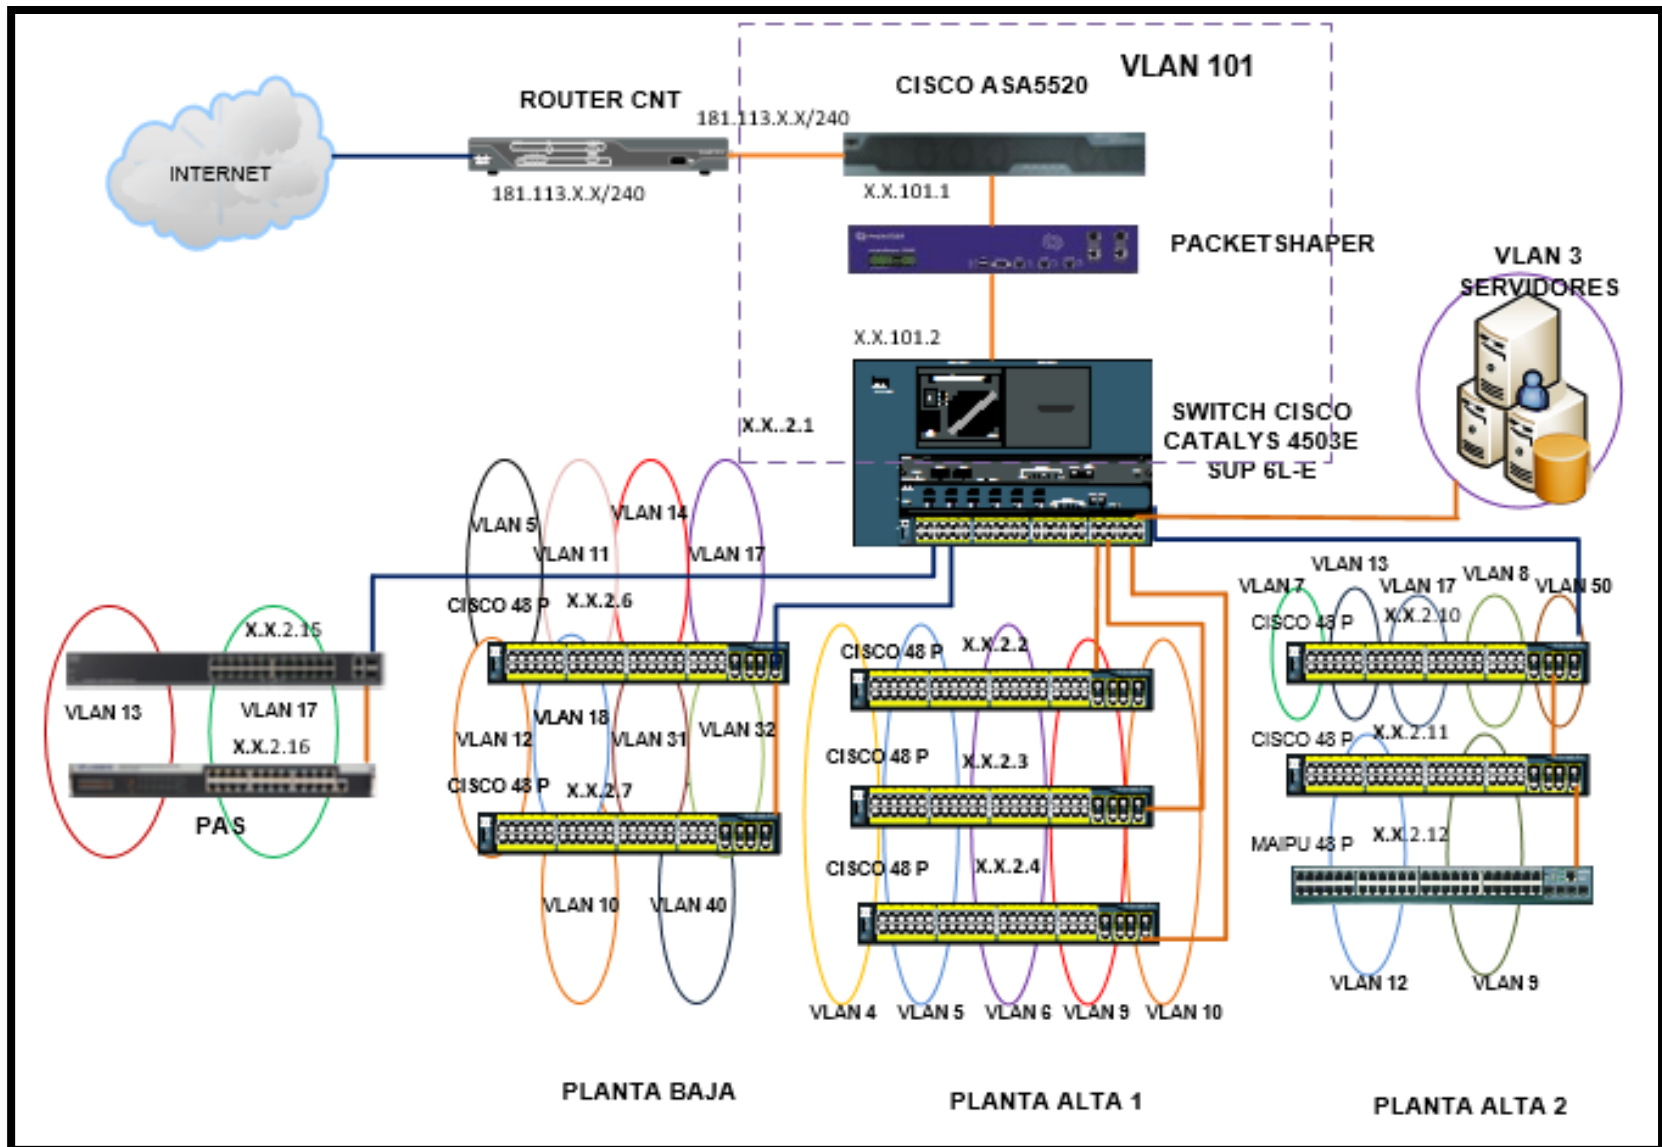 VLAN 101
CISCO ASA5520
ROUTER CNT
181.113.X.X/240
INTERNET
181.113.X.X/240
X.X.101.1
PACKETSHAPER
VLAN 3
SERVIDORES
X.X.101.2
SWITCH CISCO
CATALYS 4503E
SUP 6L-E
X.X..2.1
VLAN 5
VLAN 11
VLAN 14
VLAN 17
CISCO 48 P
X.X.2.6
VLAN 18
VLAN 12
VLAN 31
VLAN 32
CISCO 48 P
X.X.2.7
VLAN 10
VLAN 40
PLANTA BAJA
X.X.2.15
VLAN 13
VLAN 17
X.X.2.16
PAS
CISCO 48 P
X.X.2.2
CISCO 48 P
X.X.2.3
CISCO 48 P
X.X.2.4
VLAN 4
VLAN 5
VLAN 6
VLAN 9
VLAN 10
PLANTA ALTA 1
VLAN 7
VLAN 13
VLAN 17
VLAN 8
VLAN 50
CISCO 48 P
X.X.2.10
CISCO 48 P
X.X.2.11
MAIPU 48 P
X.X.2.12
VLAN 12
VLAN 9
PLANTA ALTA 2